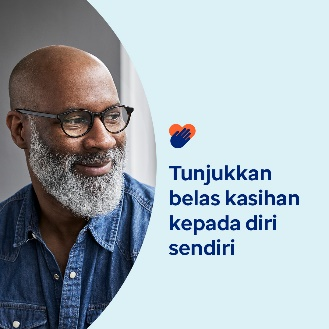 Tunjukkan
belas kasihan
kepada diri
sendiri